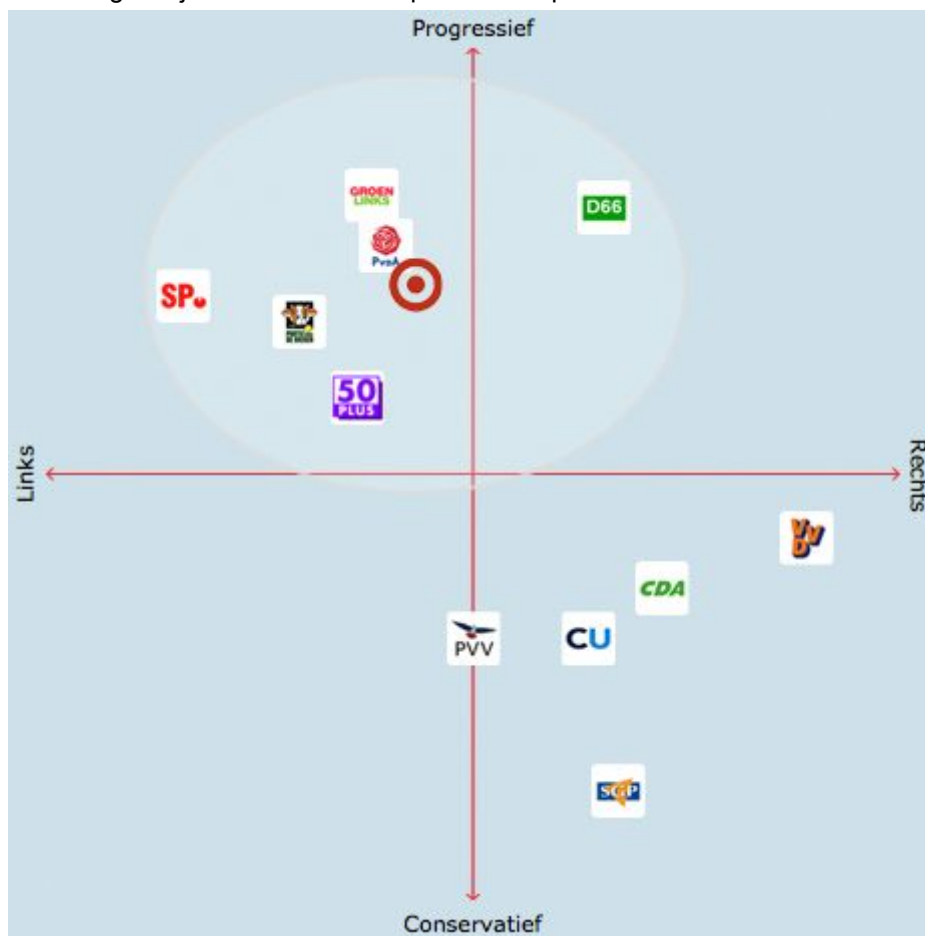 Progressief
GROEN
LINKS
D66
PvdA
SP
50
PLUS
Links
Rechts
VVD
CDA
PVV
CU
SGP
Conservatief